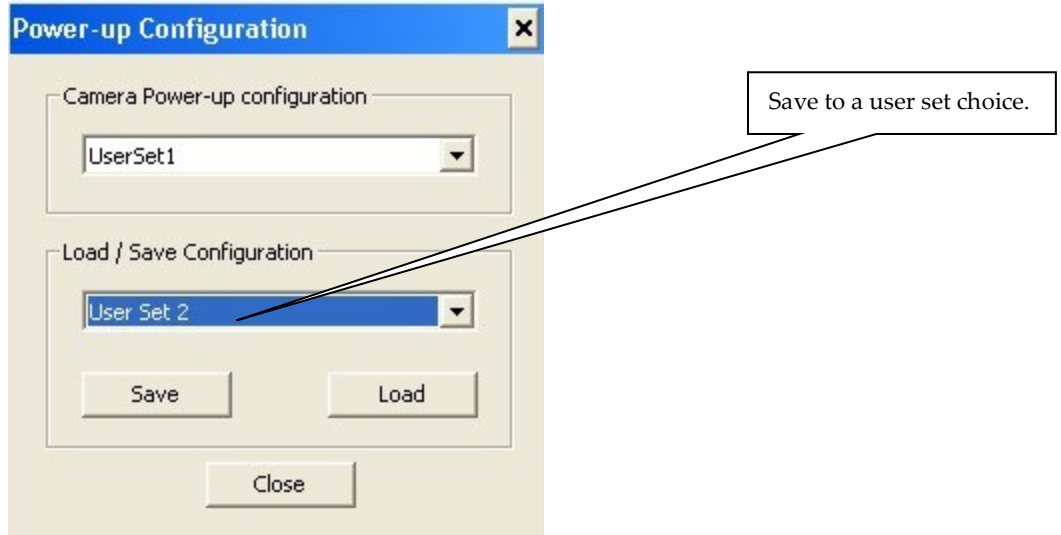 Power-up Configuration
Camera Power-up configuration
UserSet1
Load / Save Configuration
User Set 2
Save
Load
Close
Save to a user set choice.